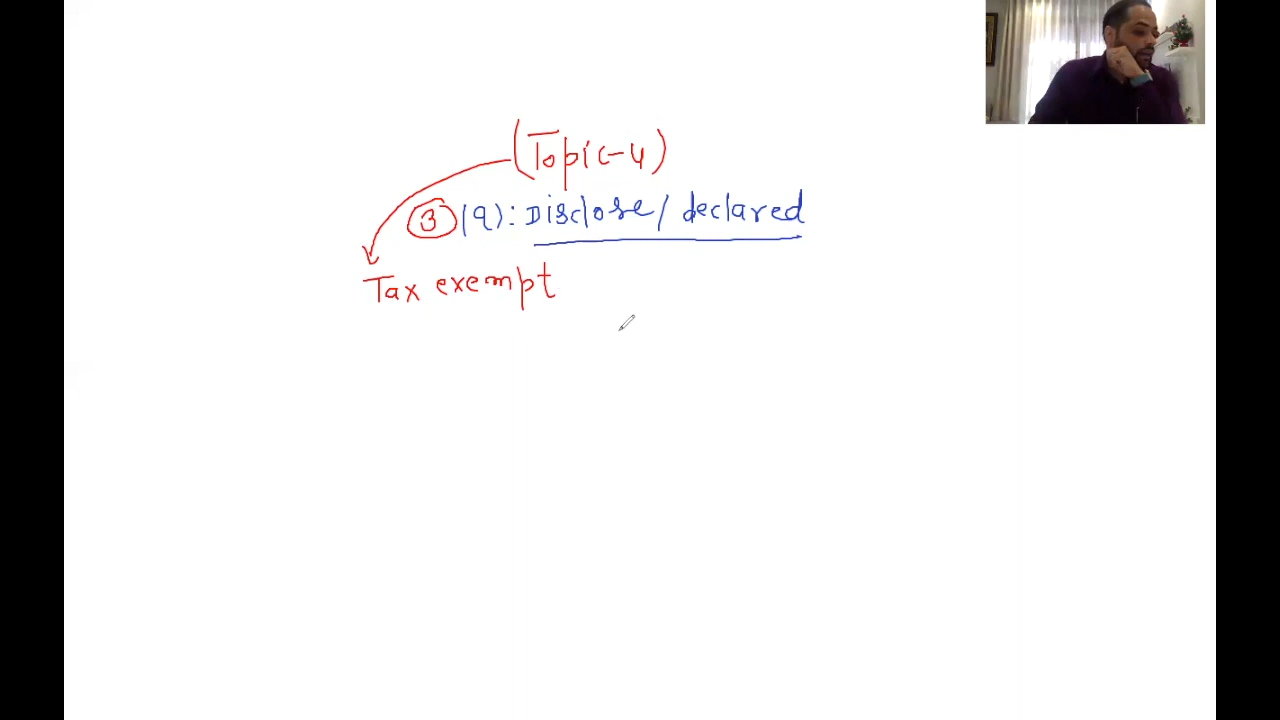 (Topic-4)
3 (9): Disclose/ declared
Tax exempt